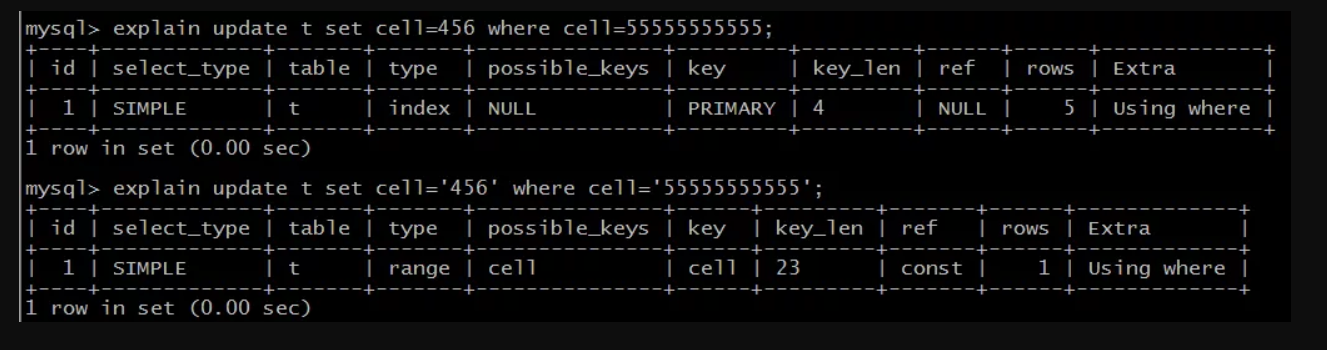 mysql> explain update t set cell=456 where cell=55555555555;
+----+-------------+-------+-------+---------------+---------+---------+------+------+-------------+
| id | select_type | table | type  | possible_keys | key     | key_len | ref  | rows | Extra       |
+----+-------------+-------+-------+---------------+---------+---------+------+------+-------------+
|  1 | SIMPLE      | t     | index | NULL          | PRIMARY | 4       | NULL |    5 | Using where |
+----+-------------+-------+-------+---------------+---------+---------+------+------+-------------+
1 row in set (0.00 sec)
mysql> explain update t set cell='456' where cell='55555555555';
+----+-------------+-------+-------+---------------+------+---------+-------+------+-------------+
| id | select_type | table | type  | possible_keys | key  | key_len | ref   | rows | Extra       |
+----+-------------+-------+-------+---------------+------+---------+-------+------+-------------+
|  1 | SIMPLE      | t     | range | cell          | cell | 23      | const |    1 | Using where |
+----+-------------+-------+-------+---------------+------+---------+-------+------+-------------+
1 row in set (0.00 sec)